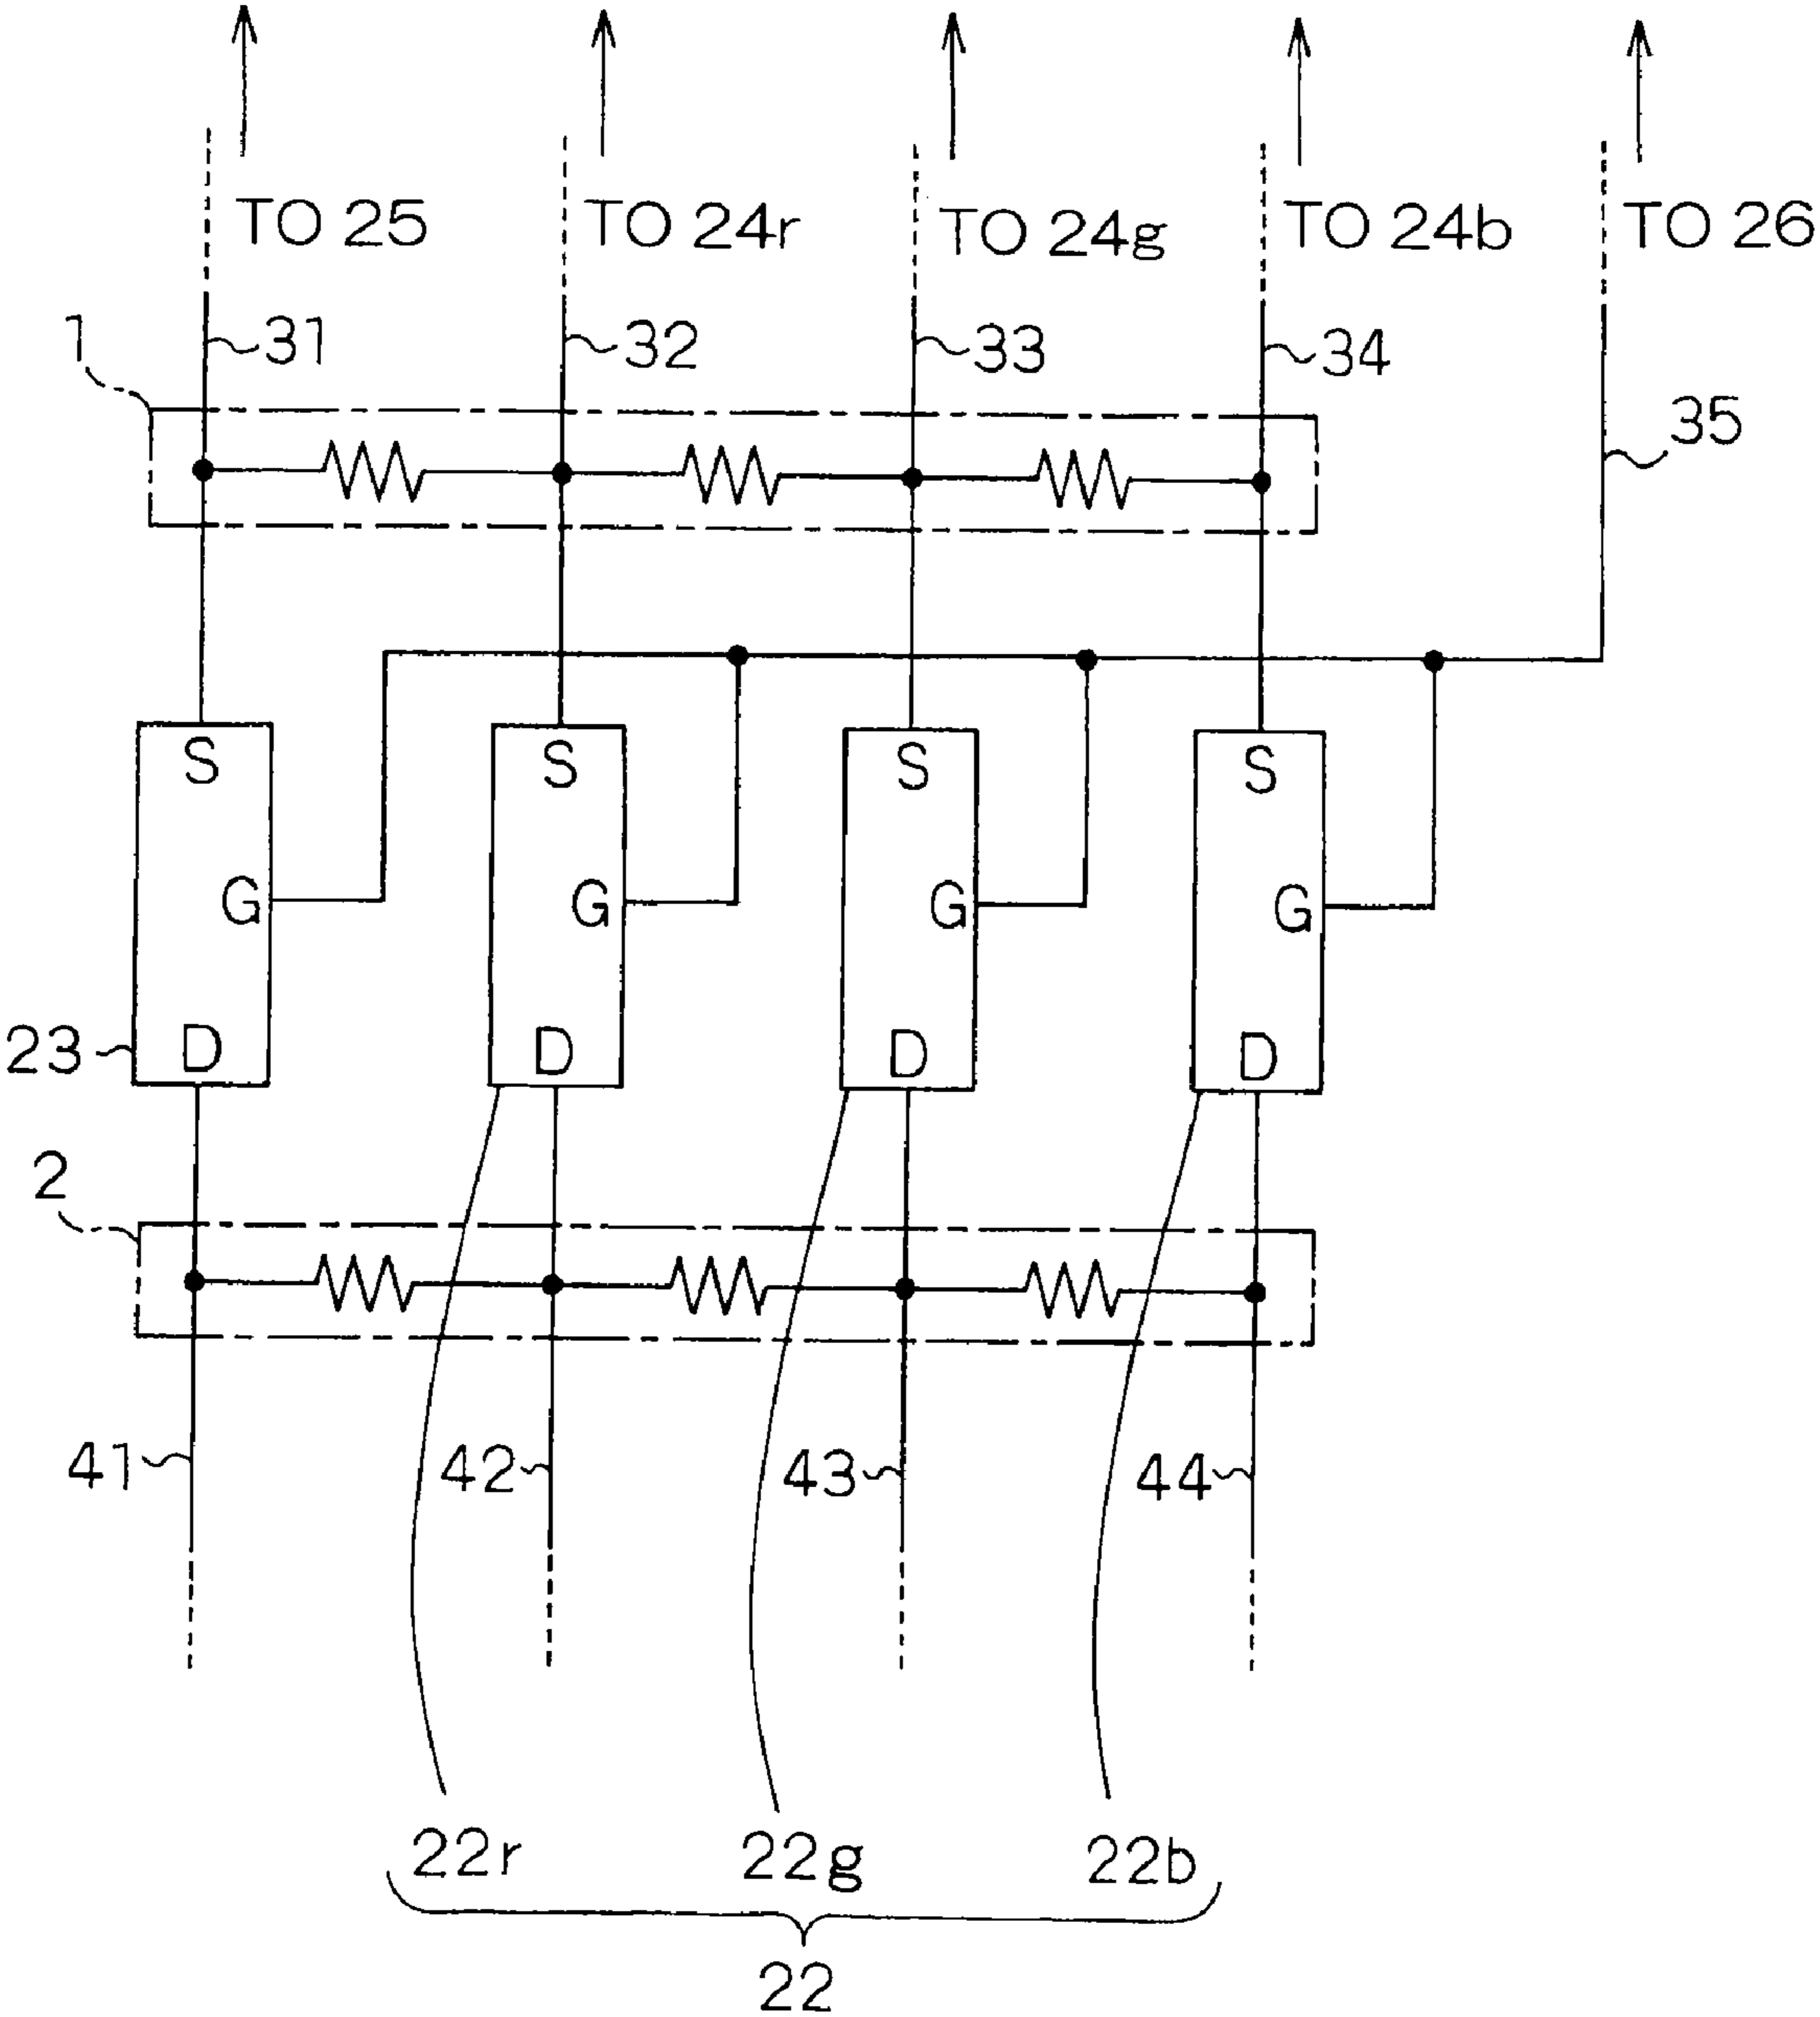 TO 25 TO 24r TO 24g TO 24b TO 26
1 31 32 33 34
35
S S S S
G G G G
23 D D D D
2
41 42 43 44
22r 22g 22b
22